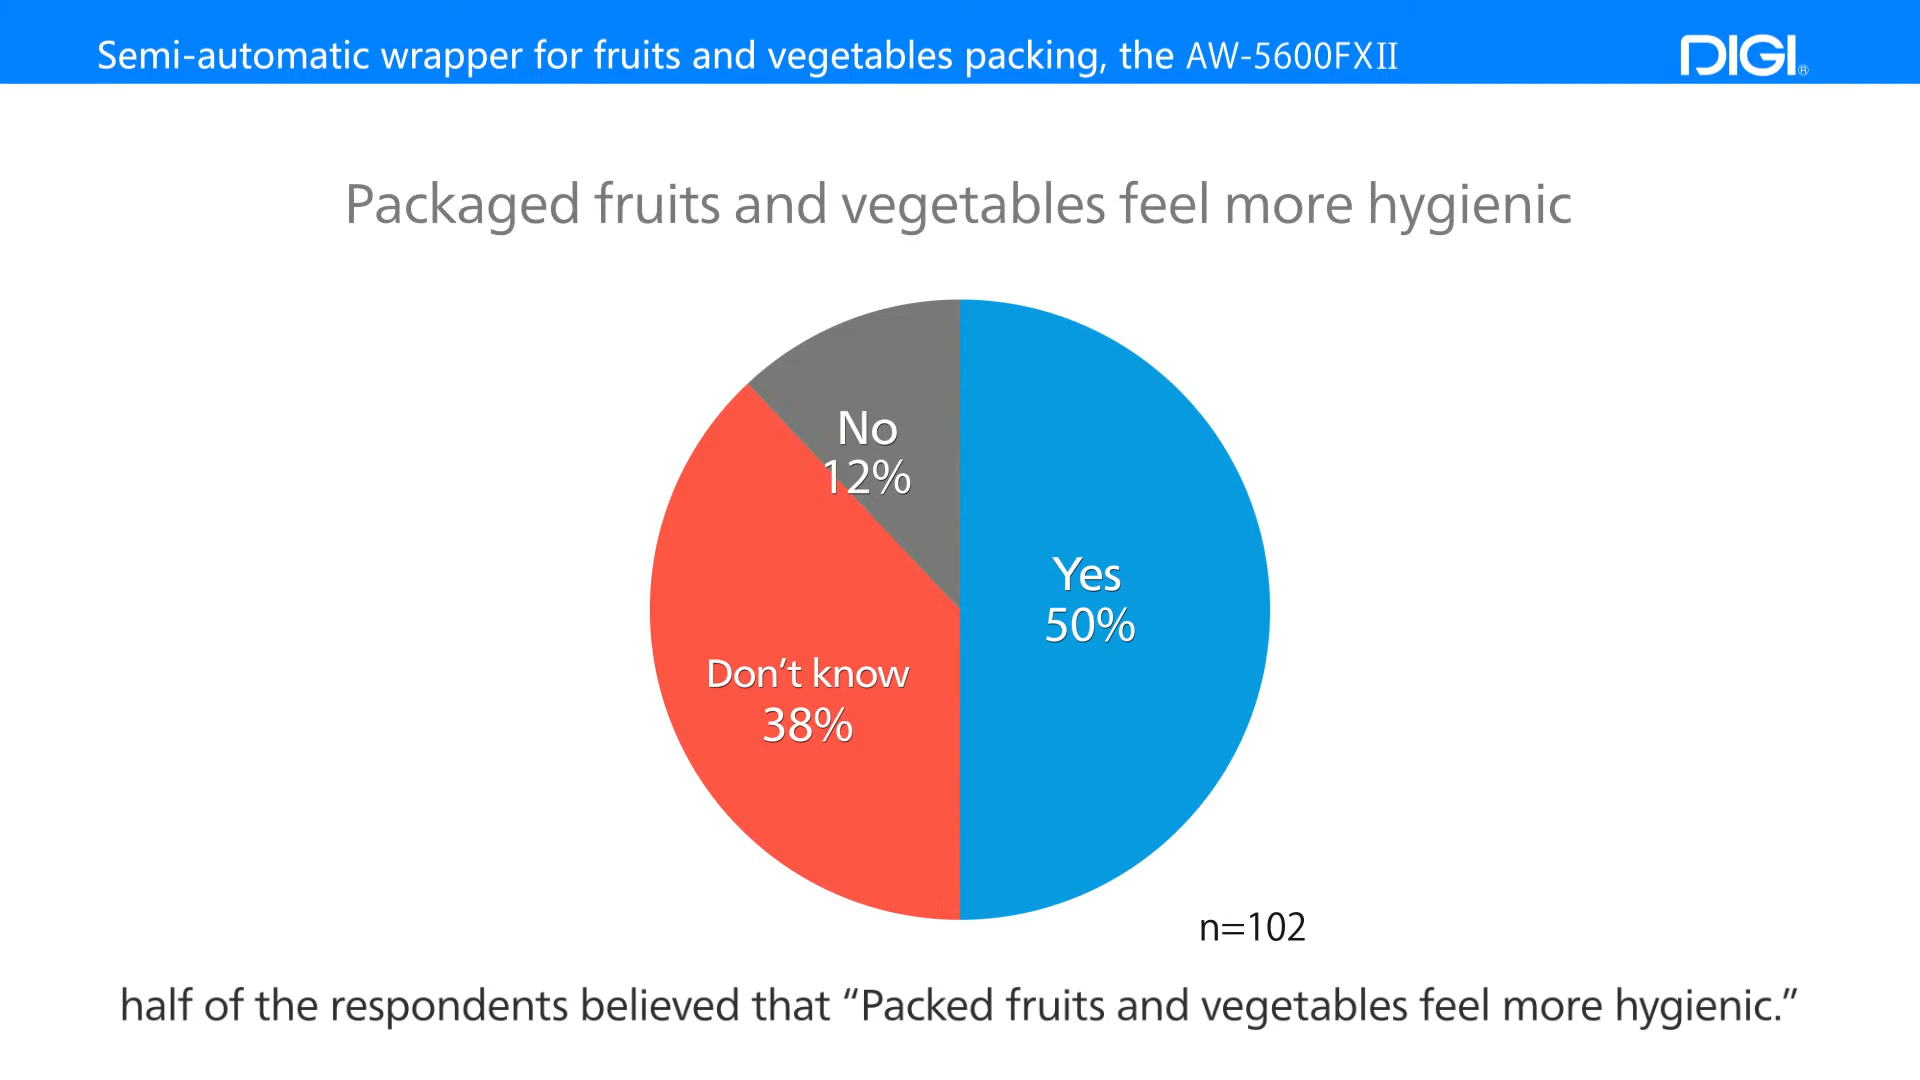 Semi-automatic wrapper for fruits and vegetables packing, the AW-5600FXII
DIGI®
Packaged fruits and vegetables feel more hygienic
No
12%
Yes
50%
Don’t know
38%
n=102
half of the respondents believed that “Packed fruits and vegetables feel more hygienic.”